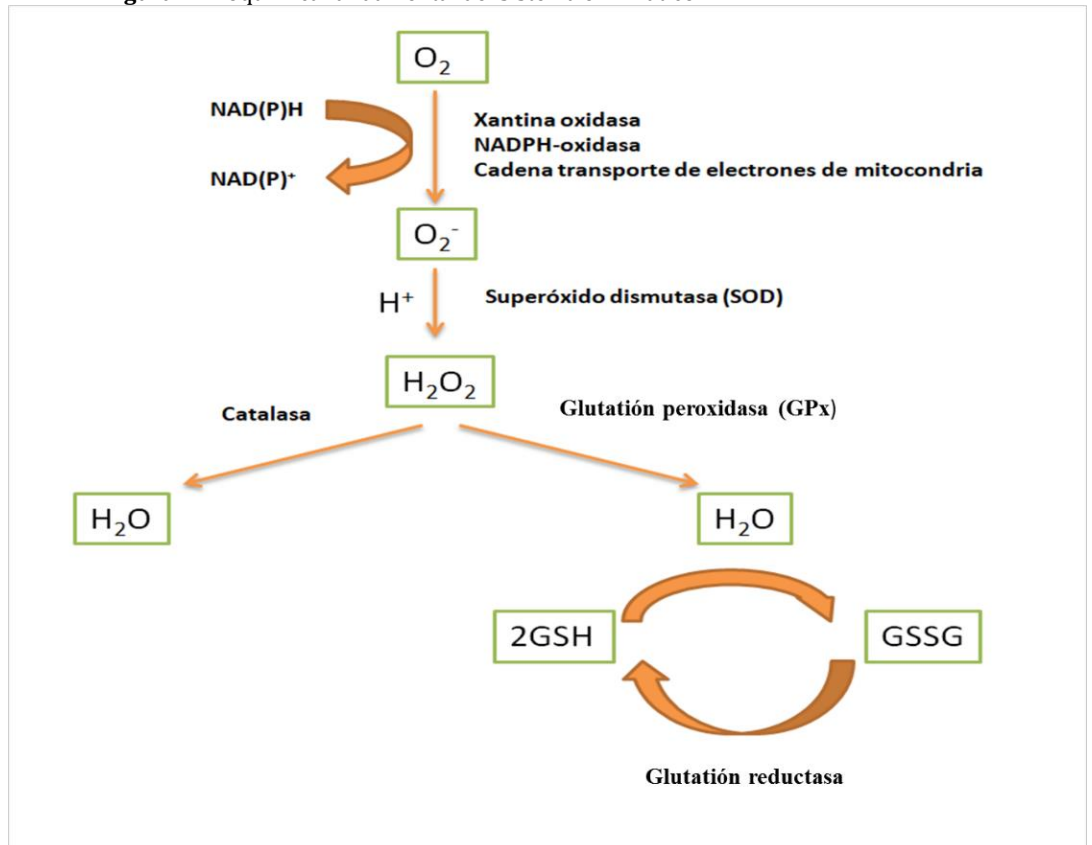 O₂
NAD(P)H
Xantina oxidasa
NADPH-oxidasa
Cadena transporte de electrones de mitocondria
NAD(P)⁺
O₂⁻
H⁺
Superóxido dismutasa (SOD)
H₂O₂
Catalasa
Glutatión peroxidasa (GPx)
H₂O
H₂O
2GSH
GSSG
Glutatión reductasa